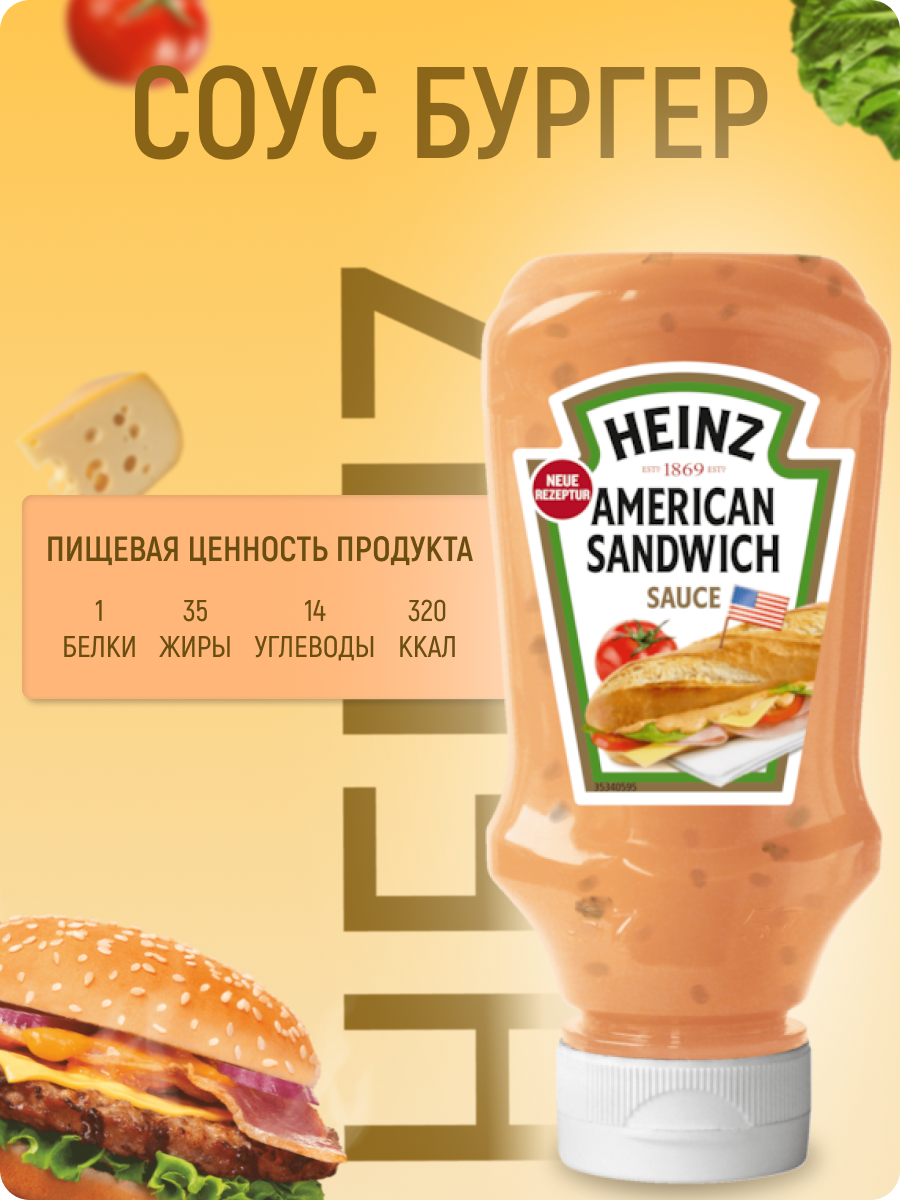 СОУС БУРГЕР
HEINZ
ПИЩЕВАЯ ЦЕННОСТЬ ПРОДУКТА
1 35 14 320
БЕЛКИ ЖИРЫ УГЛЕВОДЫ ККАЛ
HEINZ
ESTD 1869 ESTD
NEUE
REZEPTUR
AMERICAN
SANDWICH
SAUCE
35340595